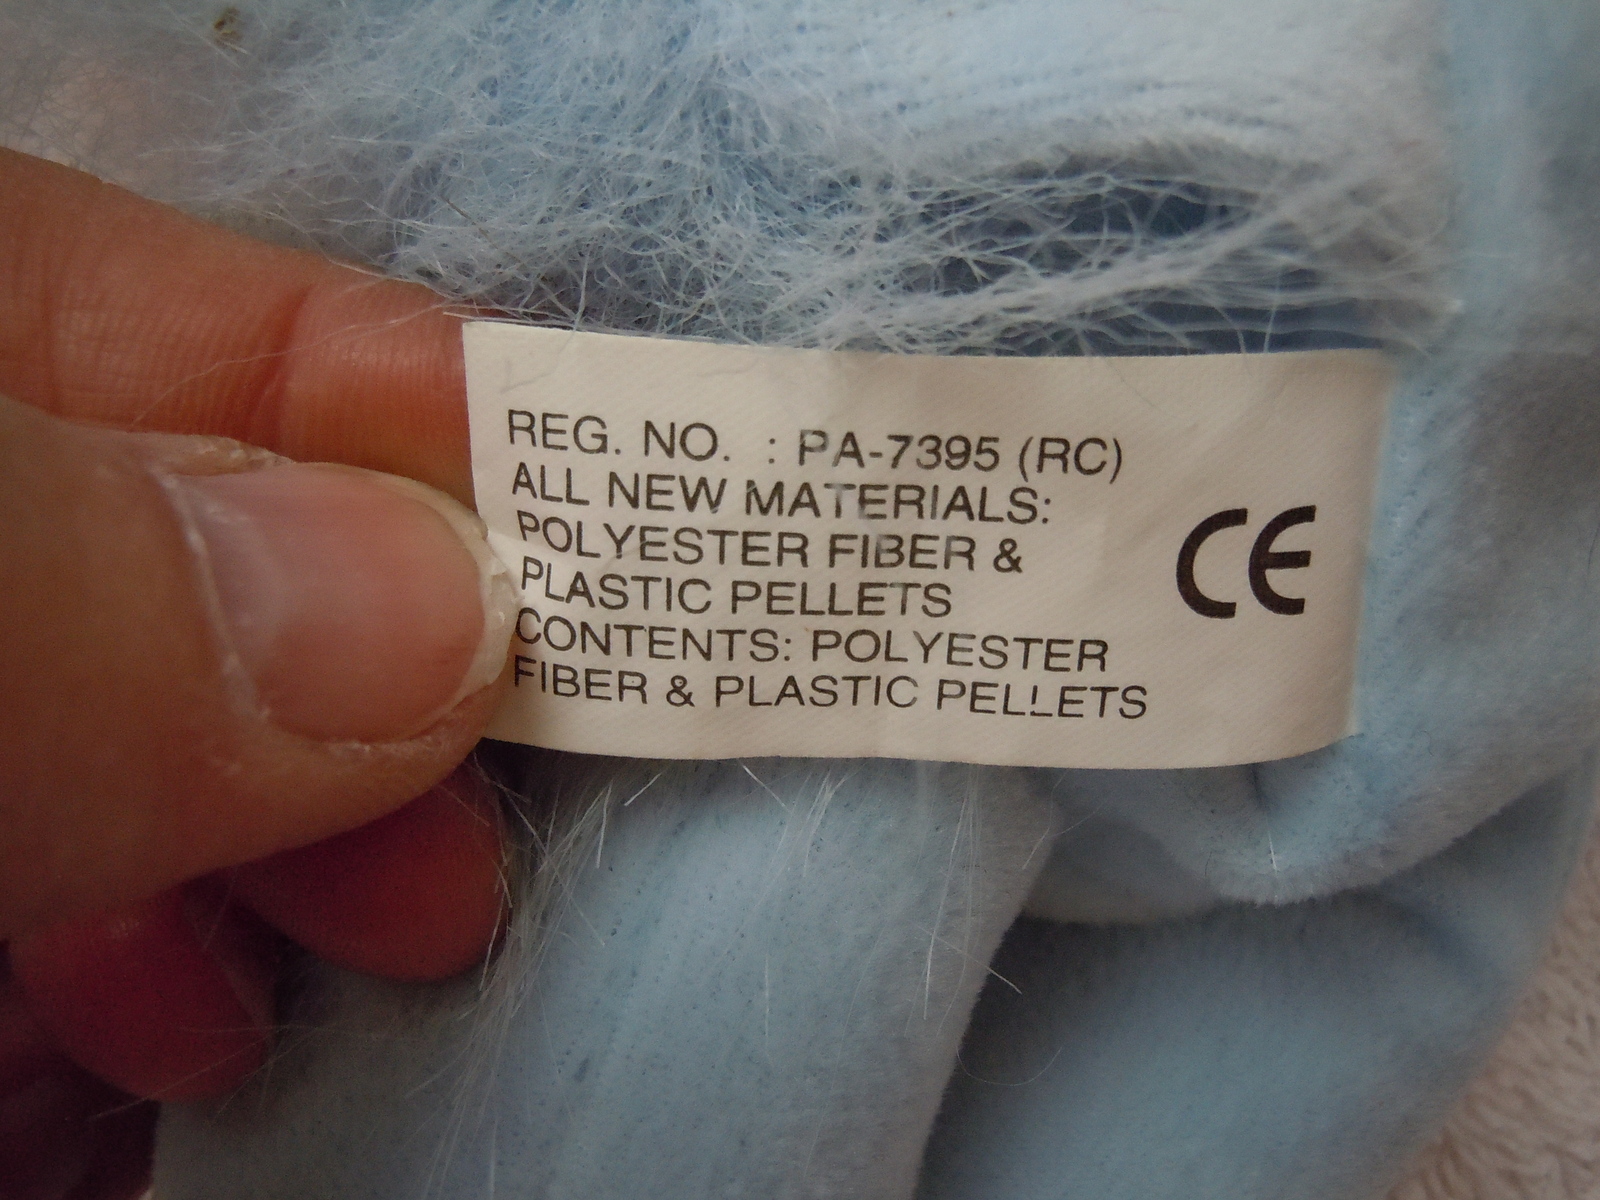 REG. NO. : PA-7395 (RC)
ALL NEW MATERIALS:
POLYESTER FIBER &
PLASTIC PELLETS
CONTENTS: POLYESTER
FIBER & PLASTIC PELLETS
CE